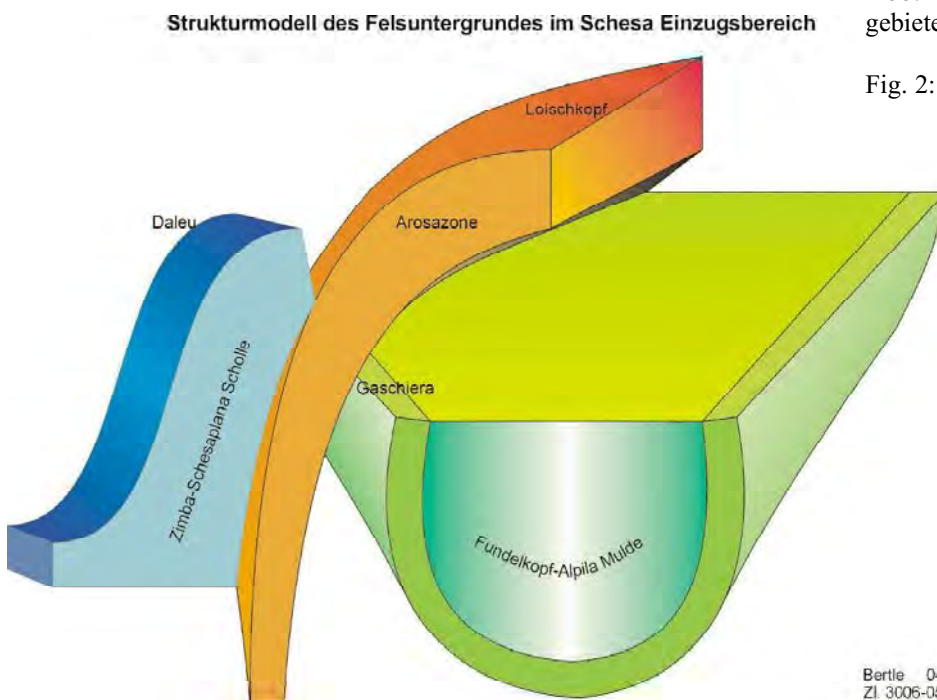 Strukturmodell des Felsuntergrundes im Schesa Einzugsbereich
Fig. 2:
Loischkopf
Daleu
Arosazone
Zimba-Schesaplana Scholle
Gaschiera
Fundelkopf-Alpila Mulde
Bertle